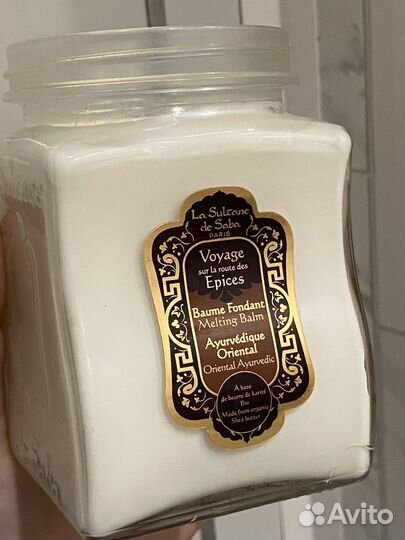 La Sultane
de Saba
PARIS
Voyage
sur la route des
Epices
Baume Fondant
Melting Balm
Ayurvédique
Oriental
Oriental Ayurvedic
A base
de beurre de karité
Bio
Made from organic
Shea butter
Avito